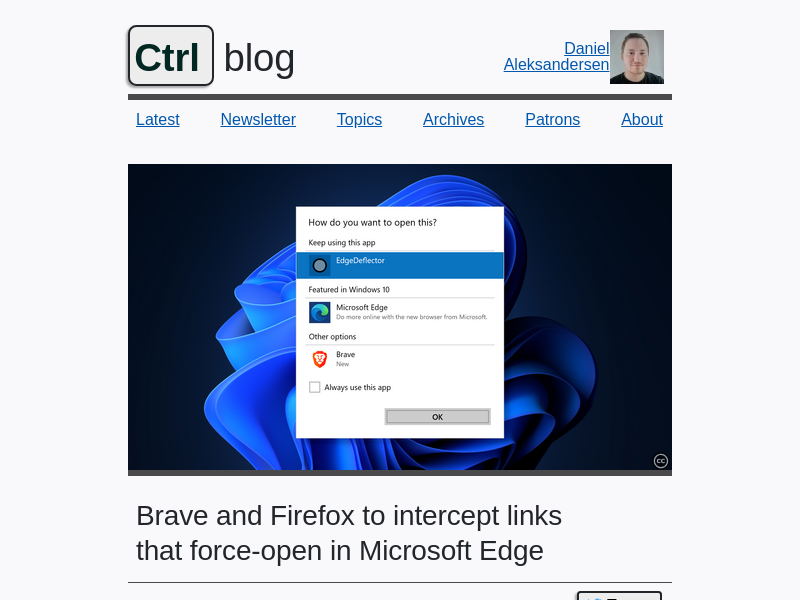 Ctrl blog
Daniel
Aleksandersen
Latest Newsletter Topics Archives Patrons About
How do you want to open this?
Keep using this app
EdgeDeflector
Featured in Windows 10
Microsoft Edge
Do more online with the new browser from Microsoft.
Other options
Brave
New
Always use this app
OK
cc
Brave and Firefox to intercept links
that force-open in Microsoft Edge